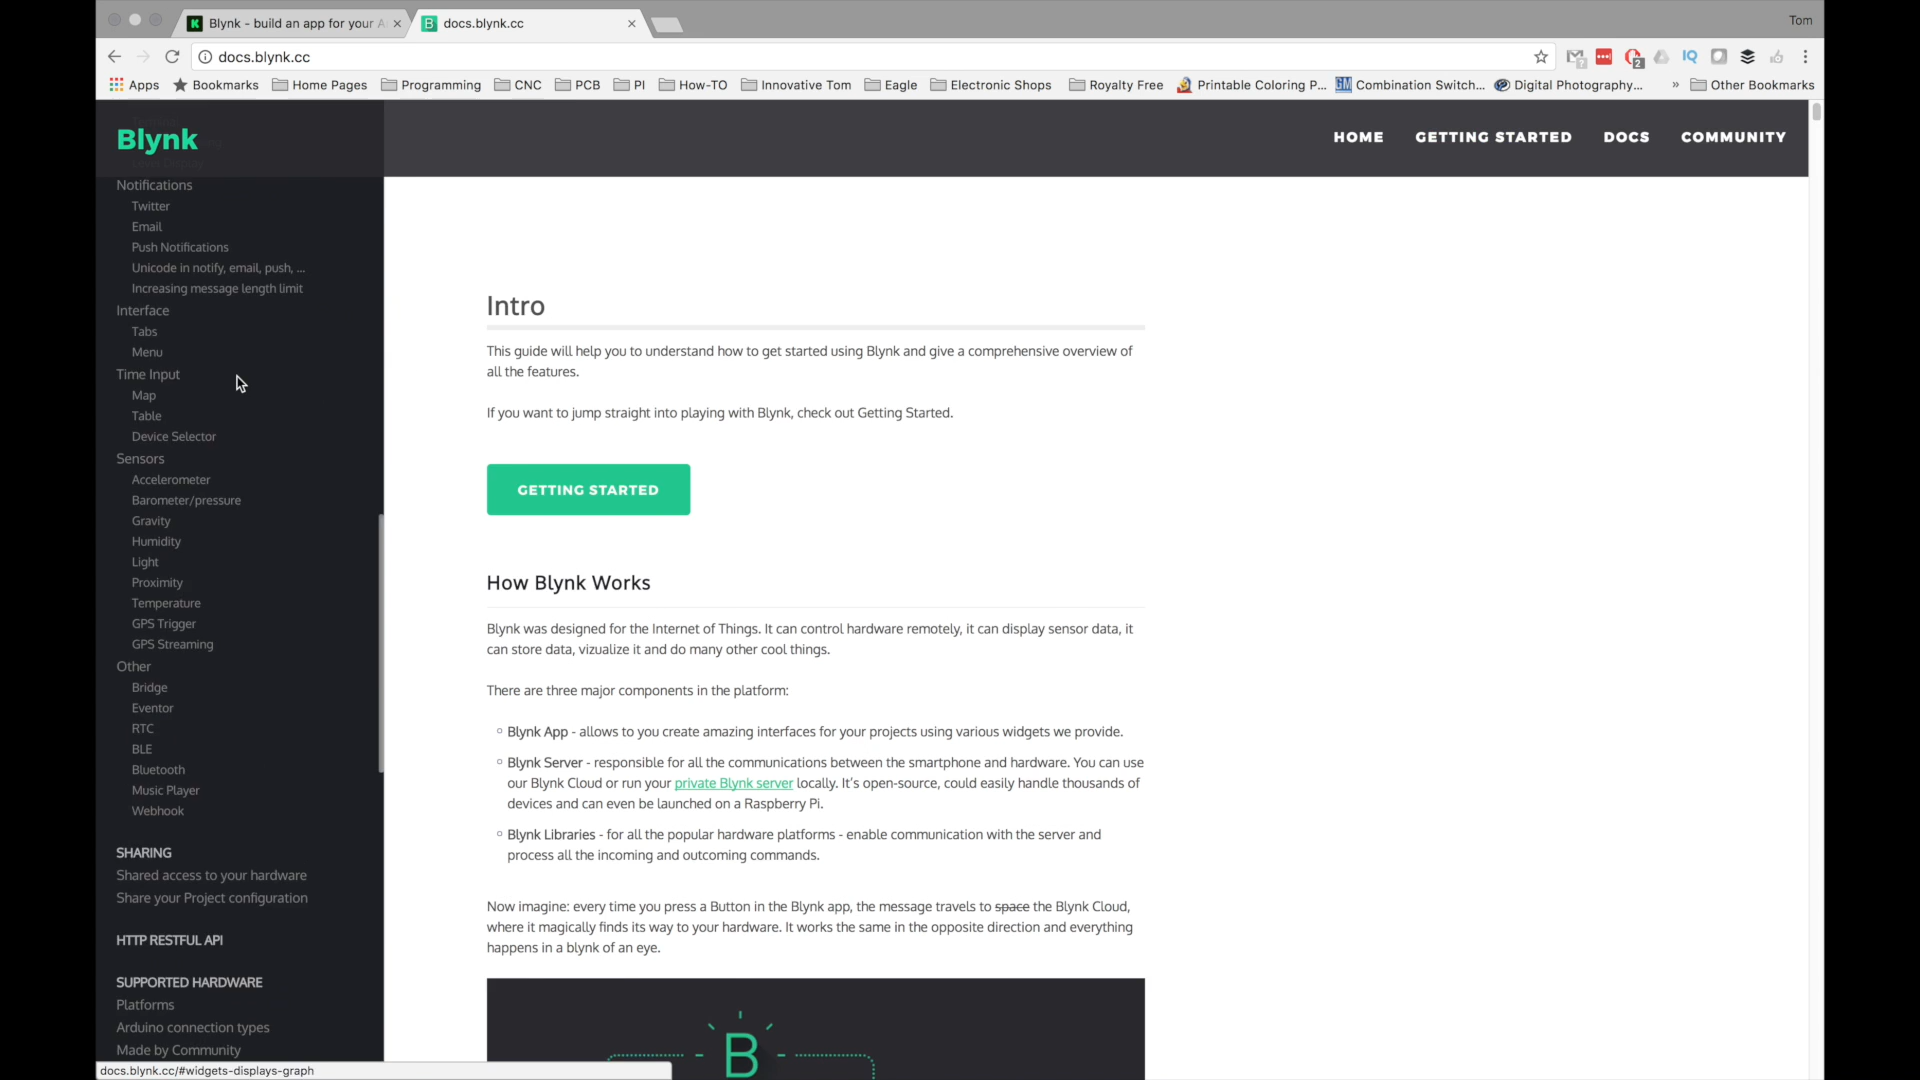 Blynk - build an app for your A
docs.blynk.cc
Tom
docs.blynk.cc
Apps
Bookmarks
Home Pages
Programming
CNC
PCB
PI
How-TO
Innovative Tom
Eagle
Electronic Shops
Royalty Free
Printable Coloring P...
GM
Combination Switch...
Digital Photography...
»
Other Bookmarks
Blynk
HOME
GETTING STARTED
DOCS
COMMUNITY
Notifications
Twitter
Email
Push Notifications
Unicode in notify, email, push, ...
Increasing message length limit
Interface
Tabs
Menu
Time Input
Map
Table
Device Selector
Sensors
Accelerometer
Barometer/pressure
Gravity
Humidity
Light
Proximity
Temperature
GPS Trigger
GPS Streaming
Other
Bridge
Eventor
RTC
BLE
Bluetooth
Music Player
Webhook
SHARING
Shared access to your hardware
Share your Project configuration
HTTP RESTFUL API
SUPPORTED HARDWARE
Platforms
Arduino connection types
Made by Community
docs.blynk.cc/#widgets-displays-graph
Intro
This guide will help you to understand how to get started using Blynk and give a comprehensive overview of
all the features.
If you want to jump straight into playing with Blynk, check out Getting Started.
GETTING STARTED
How Blynk Works
Blynk was designed for the Internet of Things. It can control hardware remotely, it can display sensor data, it
can store data, vizualize it and do many other cool things.
There are three major components in the platform:
Blynk App - allows to you create amazing interfaces for your projects using various widgets we provide.
Blynk Server - responsible for all the communications between the smartphone and hardware. You can use
our Blynk Cloud or run your private Blynk server locally. It's open-source, could easily handle thousands of
devices and can even be launched on a Raspberry Pi.
Blynk Libraries - for all the popular hardware platforms - enable communication with the server and
process all the incoming and outcoming commands.
Now imagine: every time you press a Button in the Blynk app, the message travels to space the Blynk Cloud,
where it magically finds its way to your hardware. It works the same in the opposite direction and everything
happens in a blynk of an eye.
B